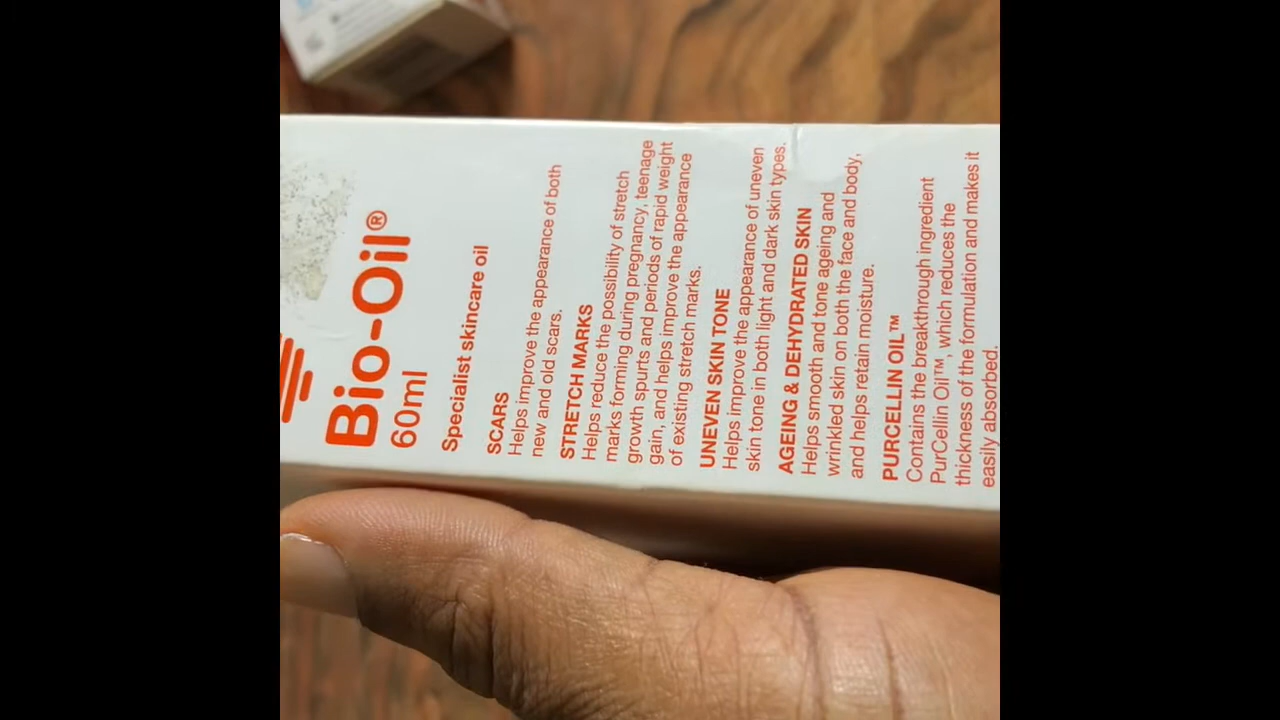 Bio-Oil®
60ml
Specialist skincare oil
SCARS
Helps improve the appearance of both
new and old scars.
STRETCH MARKS
Helps reduce the possibility of stretch
marks forming during pregnancy, teenage
growth spurts and periods of rapid weight
gain, and helps improve the appearance
of existing stretch marks.
UNEVEN SKIN TONE
Helps improve the appearance of uneven
skin tone in both light and dark skin types.
AGEING & DEHYDRATED SKIN
Helps smooth and tone ageing and
wrinkled skin on both the face and body,
and helps retain moisture.
PURCELLIN OIL™
Contains the breakthrough ingredient
PurCellin Oil™, which reduces the
thickness of the formulation and makes it
easily absorbed.